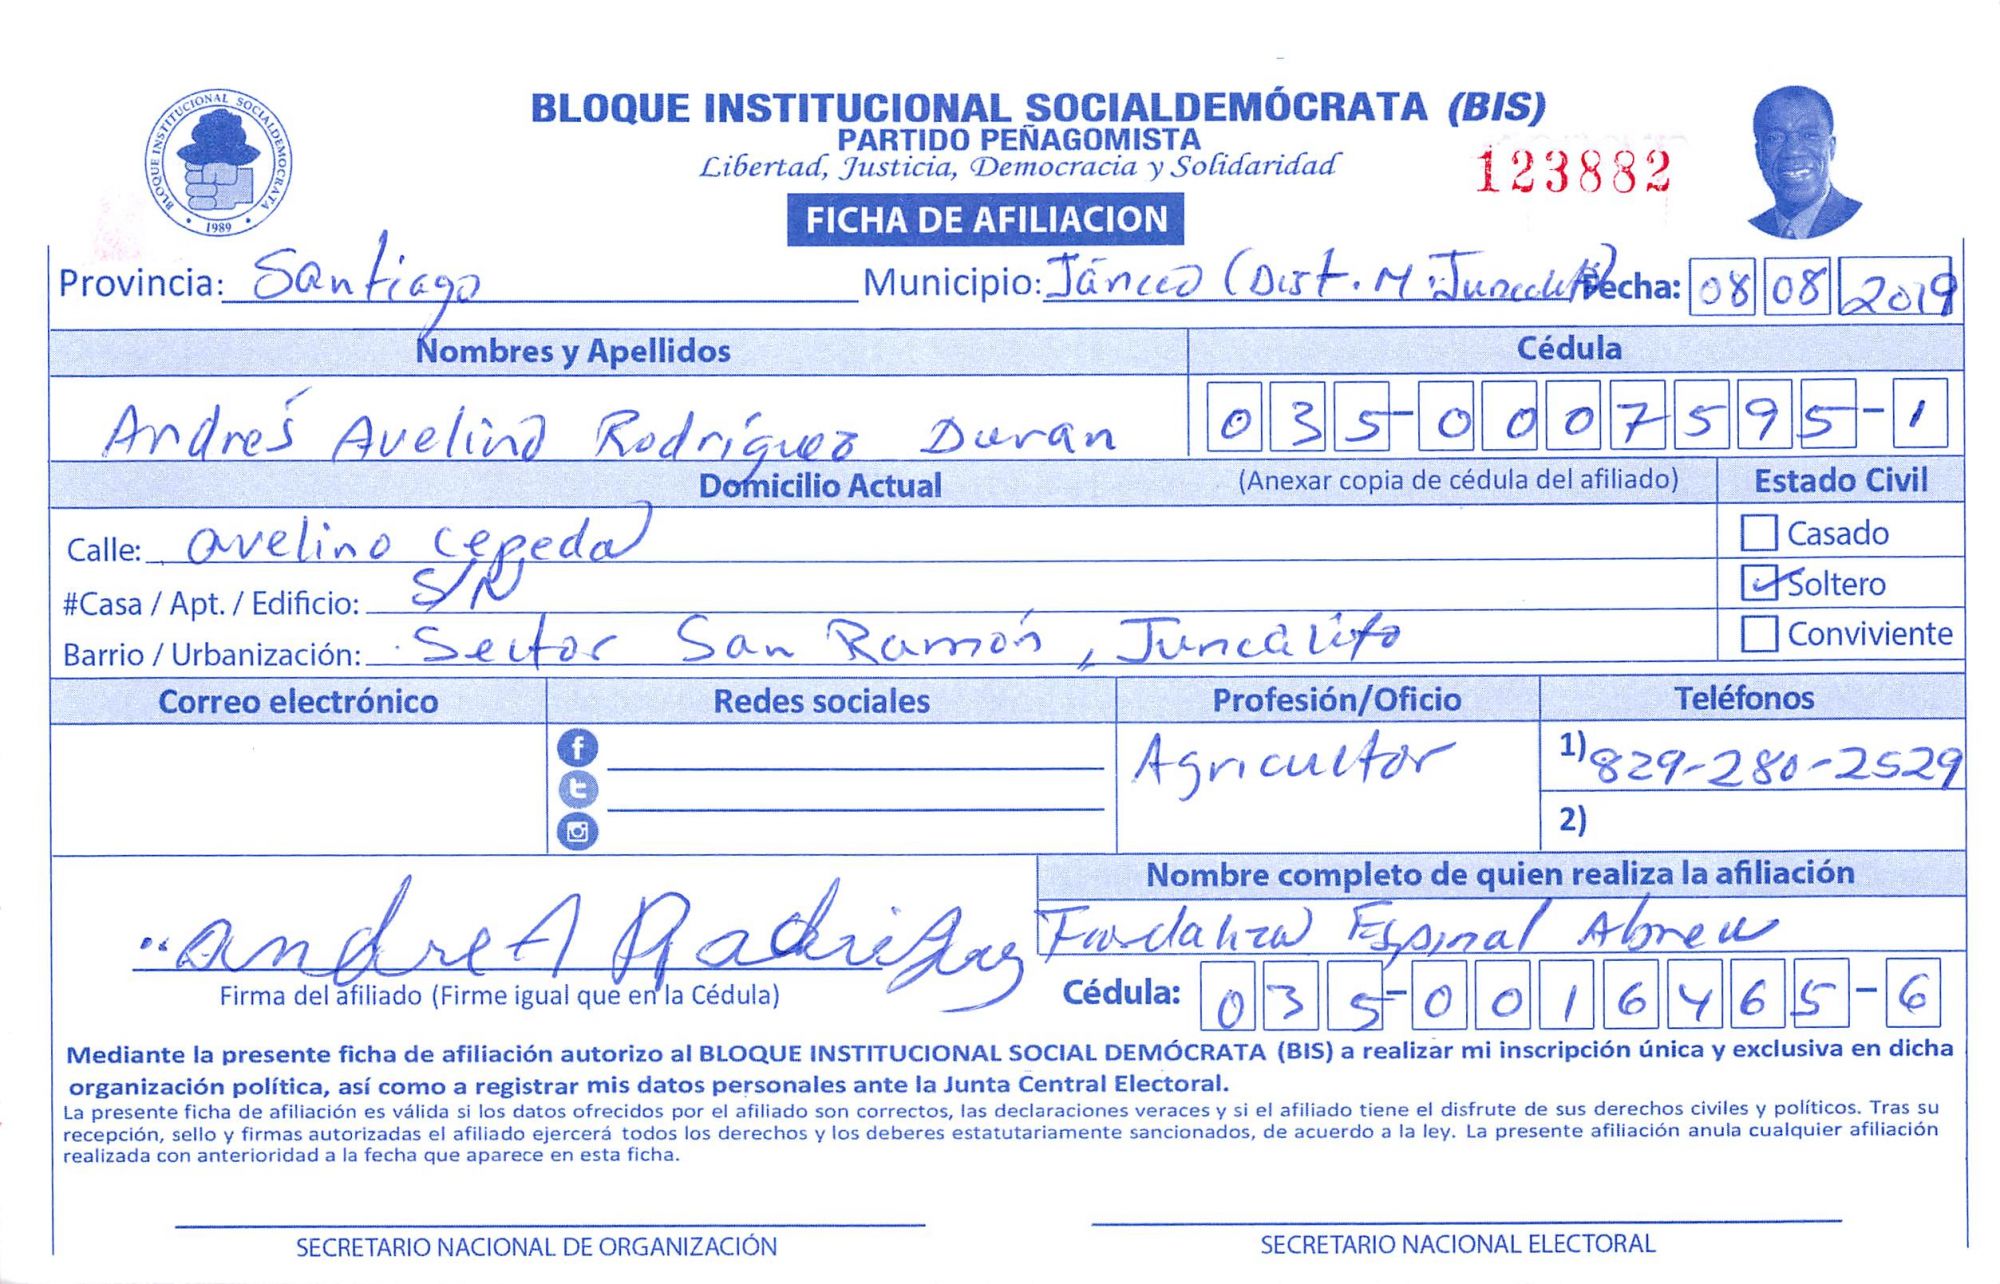 BLOQUE INSTITUCIONAL SOCIALDEMÓCRATA (BIS)
PARTIDO PEÑAGOMISTA
Libertad, Justicia, Democracia y Solidaridad
123882
BLOQUE INSTITUCIONAL SOCIALDEMOCRATA
1989
FICHA DE AFILIACION
Provincia: Santiago Municipio: Jánico (Dist. M. Juncalito) Fecha: 08 08 2019
Nombres y Apellidos Cédula
Andrés Avelino Rodríguez Duran 035-0007595-1
Domicilio Actual (Anexar copia de cédula del afiliado) Estado Civil
Calle: avelino Cepeda
Casado
#Casa / Apt. / Edificio: S/N
Soltero
Barrio / Urbanización: Sector San Ramón, Juncalito
Conviviente
Correo electrónico Redes sociales Profesión/Oficio Teléfonos
Agricultor 1) 829-280-2529
2)
Nombre completo de quien realiza la afiliación
Espinal Abreu
andre A Rodriguez
Firma del afiliado (Firme igual que en la Cédula) Cédula: 035-0016465-6
Mediante la presente ficha de afiliación autorizo al BLOQUE INSTITUCIONAL SOCIAL DEMÓCRATA (BIS) a realizar mi inscripción única y exclusiva en dicha
organización política, así como a registrar mis datos personales ante la Junta Central Electoral.
La presente ficha de afiliación es válida si los datos ofrecidos por el afiliado son correctos, las declaraciones veraces y si el afiliado tiene el disfrute de sus derechos civiles y políticos. Tras su
recepción, sello y firmas autorizadas el afiliado ejercerá todos los derechos y los deberes estatutariamente sancionados, de acuerdo a la ley. La presente afiliación anula cualquier afiliación
realizada con anterioridad a la fecha que aparece en esta ficha.
SECRETARIO NACIONAL DE ORGANIZACIÓN SECRETARIO NACIONAL ELECTORAL